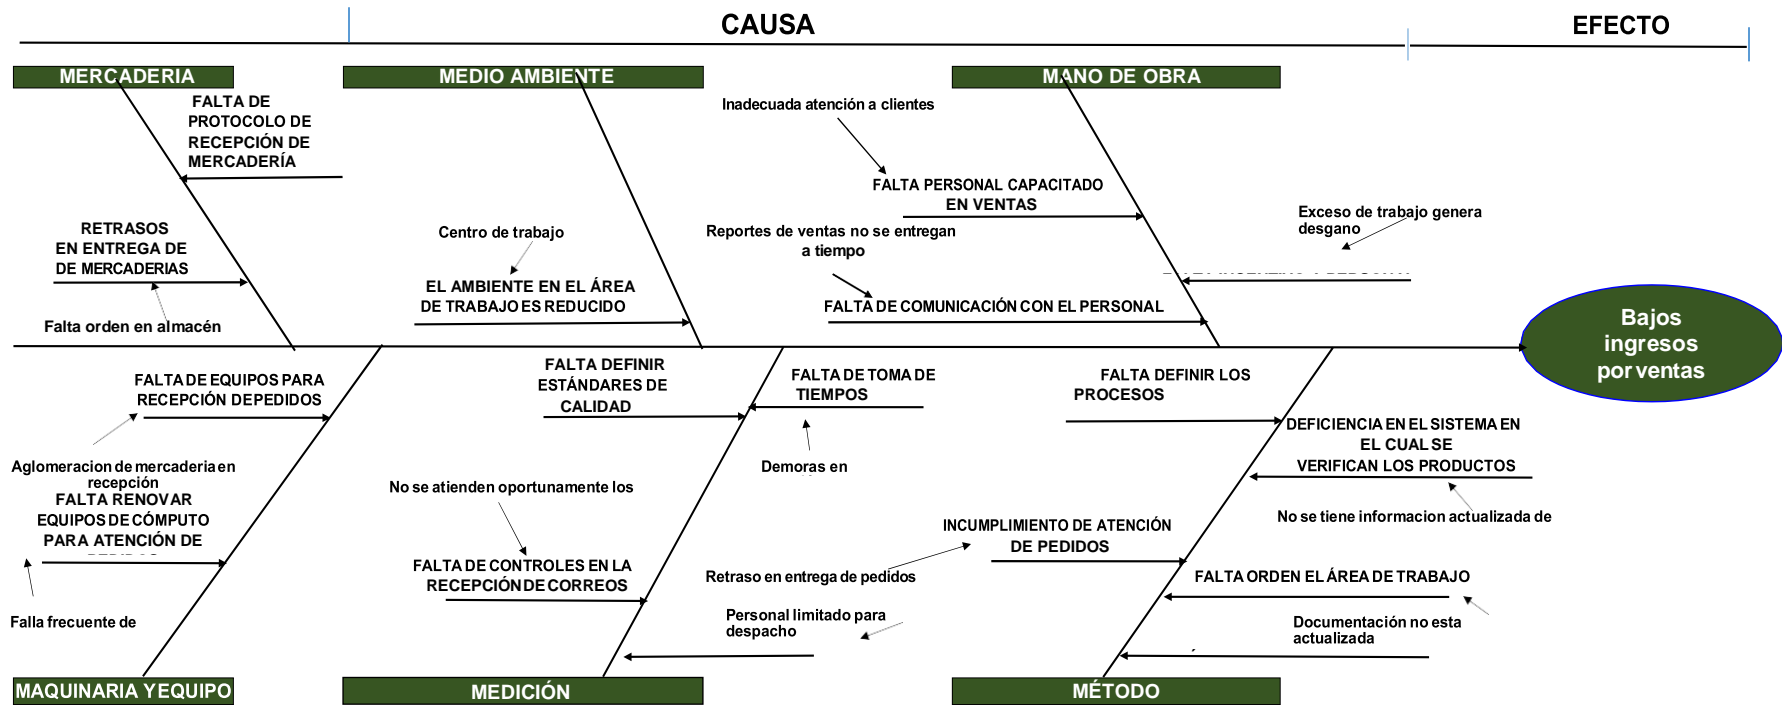 CAUSA
EFECTO
MERCADERIA
MEDIO AMBIENTE
MANO DE OBRA
FALTA DE
PROTOCOLO DE
RECEPCIÓN DE
MERCADERÍA
RETRASOS
EN ENTREGA DE
DE MERCADERIAS
Falta orden en almacén
Centro de trabajo
EL AMBIENTE EN EL ÁREA
DE TRABAJO ES REDUCIDO
Inadecuada atención a clientes
FALTA PERSONAL CAPACITADO
EN VENTAS
Reportes de ventas no se entregan
a tiempo
FALTA DE COMUNICACIÓN CON EL PERSONAL
Exceso de trabajo genera
desgano
Bajos
ingresos
por ventas
FALTA DE EQUIPOS PARA
RECEPCIÓN DE PEDIDOS
Aglomeracion de mercaderia en
recepción
FALTA RENOVAR
EQUIPOS DE CÓMPUTO
PARA ATENCIÓN DE
Falla frecuente de
FALTA DEFINIR
ESTÁNDARES DE
CALIDAD
FALTA DE TOMA DE
TIEMPOS
Demoras en
No se atienden oportunamente los
FALTA DE CONTROLES EN LA
RECEPCIÓN DE CORREOS
Personal limitado para
despacho
FALTA DEFINIR LOS
PROCESOS
DEFICIENCIA EN EL SISTEMA EN
EL CUAL SE
VERIFICAN LOS PRODUCTOS
No se tiene informacion actualizada de
INCUMPLIMIENTO DE ATENCIÓN
DE PEDIDOS
Retraso en entrega de pedidos
FALTA ORDEN EL ÁREA DE TRABAJO
Documentación no esta
actualizada
MAQUINARIA Y EQUIPO
MEDICIÓN
MÉTODO